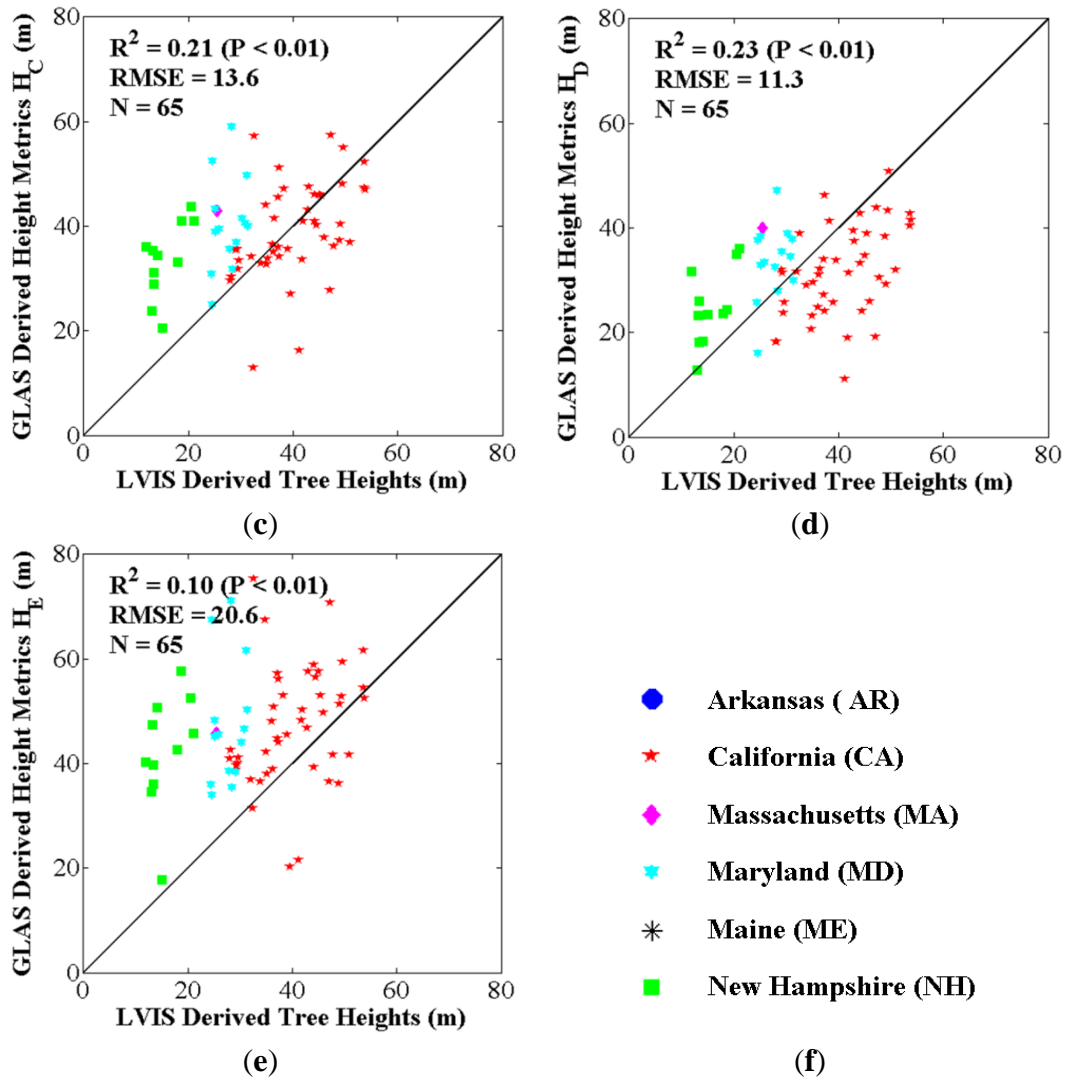 R2 = 0.21 (P < 0.01)
RMSE = 13.6
N = 65
GLAS Derived Height Metrics HC (m)
80
60
40
20
0
0 20 40 60 80
LVIS Derived Tree Heights (m)
(c)
R2 = 0.23 (P < 0.01)
RMSE = 11.3
N = 65
GLAS Derived Height Metrics HD (m)
80
60
40
20
0
0 20 40 60 80
LVIS Derived Tree Heights (m)
(d)
R2 = 0.10 (P < 0.01)
RMSE = 20.6
N = 65
GLAS Derived Height Metrics HE (m)
80
60
40
20
0
0 20 40 60 80
LVIS Derived Tree Heights (m)
(e)
Arkansas ( AR)
California (CA)
Massachusetts (MA)
Maryland (MD)
Maine (ME)
New Hampshire (NH)
(f)